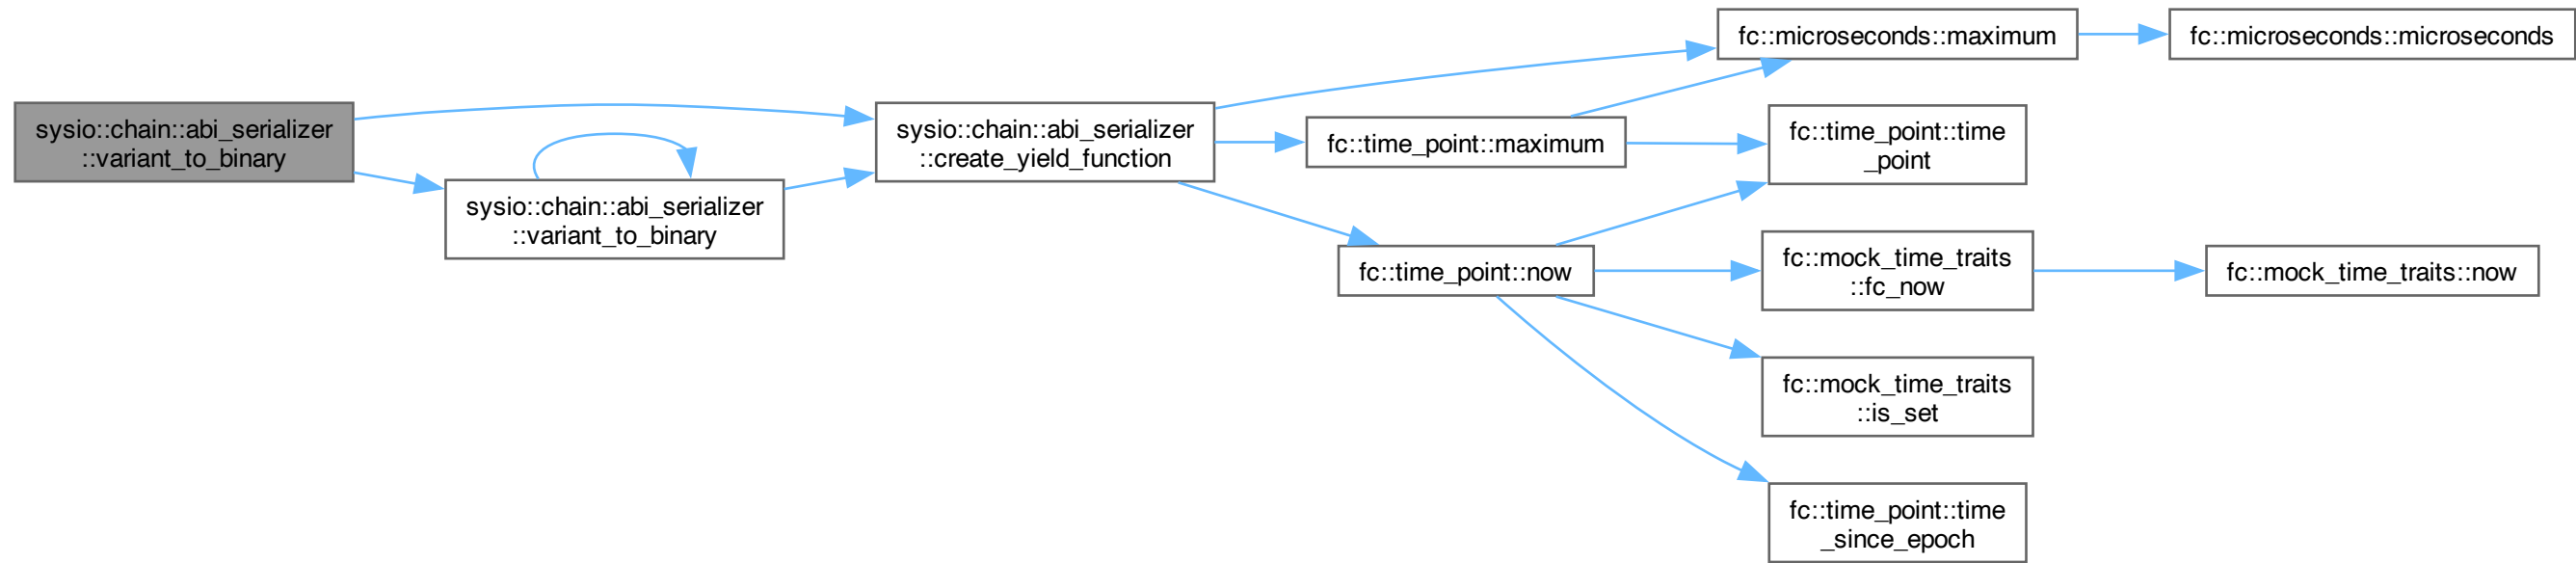 sysio::chain::abi_serializer
::variant_to_binary
sysio::chain::abi_serializer
::variant_to_binary
sysio::chain::abi_serializer
::create_yield_function
fc::microseconds::maximum
fc::microseconds::microseconds
fc::time_point::maximum
fc::time_point::time
_point
fc::time_point::now
fc::mock_time_traits
::fc_now
fc::mock_time_traits::now
fc::mock_time_traits
::is_set
fc::time_point::time
_since_epoch